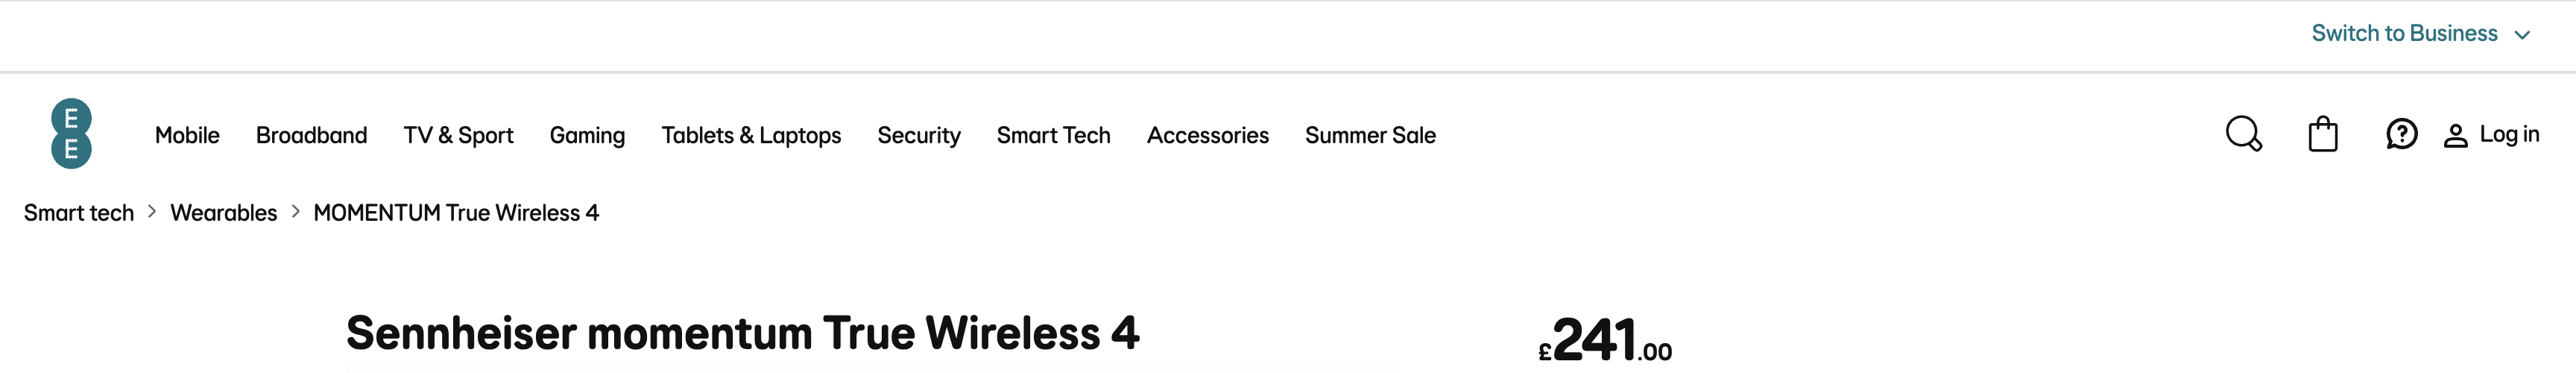 Switch to Business
E
E
Mobile Broadband TV & Sport Gaming Tablets & Laptops Security Smart Tech Accessories Summer Sale Log in
Smart tech > Wearables > MOMENTUM True Wireless 4
Sennheiser momentum True Wireless 4
£241.00